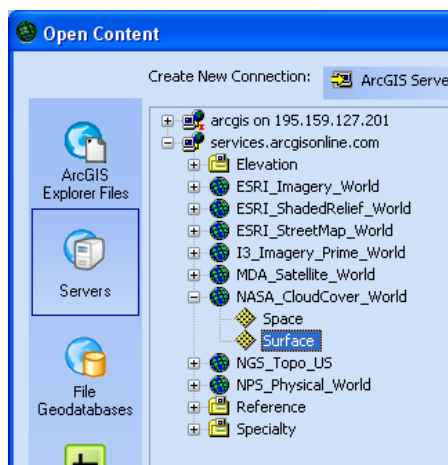 Open Content
Create New Connection:
ArcGIS Serve
ArcGIS
Explorer Files
Servers
File
Geodatabases
arcgis on 195.159.127.201
services.arcgisonline.com
Elevation
ESRI_Imagery_World
ESRI_ShadedRelief_World
ESRI_StreetMap_World
I3_Imagery_Prime_World
MDA_Satellite_World
NASA_CloudCover_World
Space
Surface
NGS_Topo_US
NPS_Physical_World
Reference
Specialty